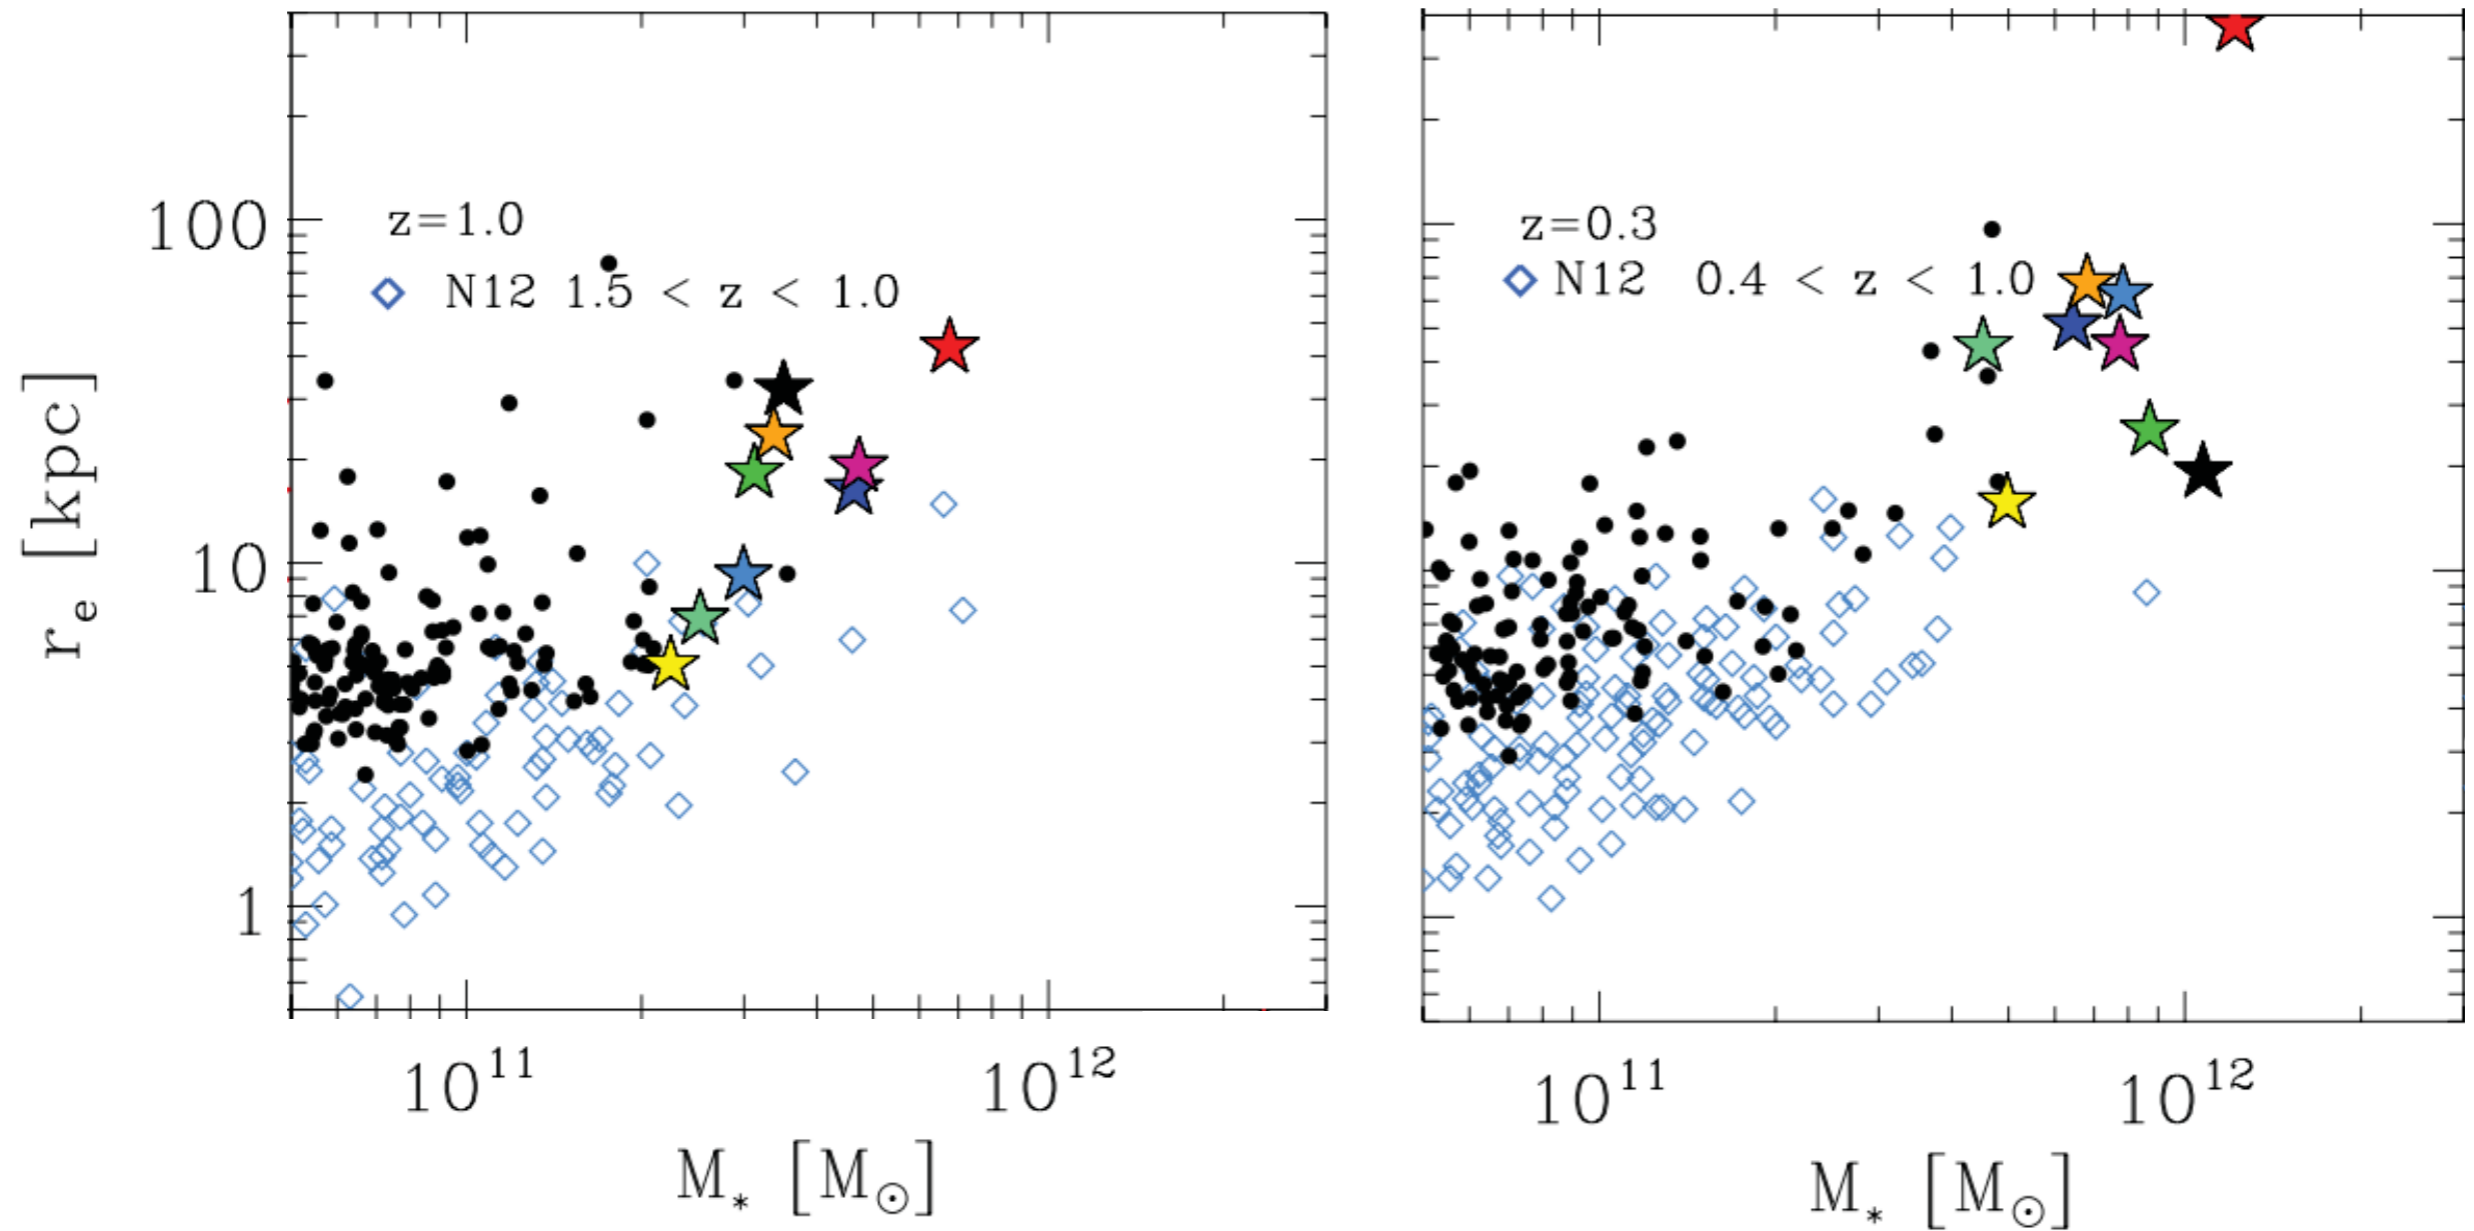 z=1.0
N12 1.5 < z < 1.0
100
10
1
r_e [kpc]
10^11
10^12
M_* [M_⊙]
z=0.3
N12 0.4 < z < 1.0
10^11
10^12
M_* [M_⊙]